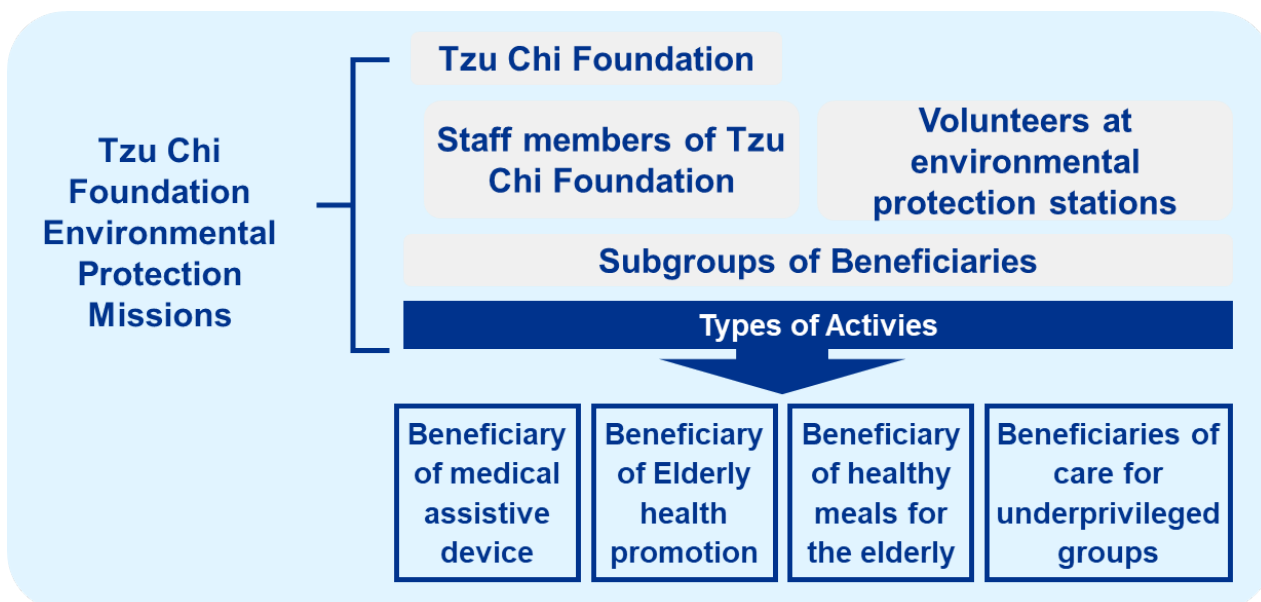 Tzu Chi
Foundation
Environmental
Protection
Missions
Tzu Chi Foundation
Staff members of Tzu
Chi Foundation
Volunteers at
environmental
protection stations
Subgroups of Beneficiaries
Types of Activies
Beneficiary
of medical
assistive
device
Beneficiary
of Elderly
health
promotion
Beneficiary
of healthy
meals for
the elderly
Beneficiaries of
care for
underprivileged
groups